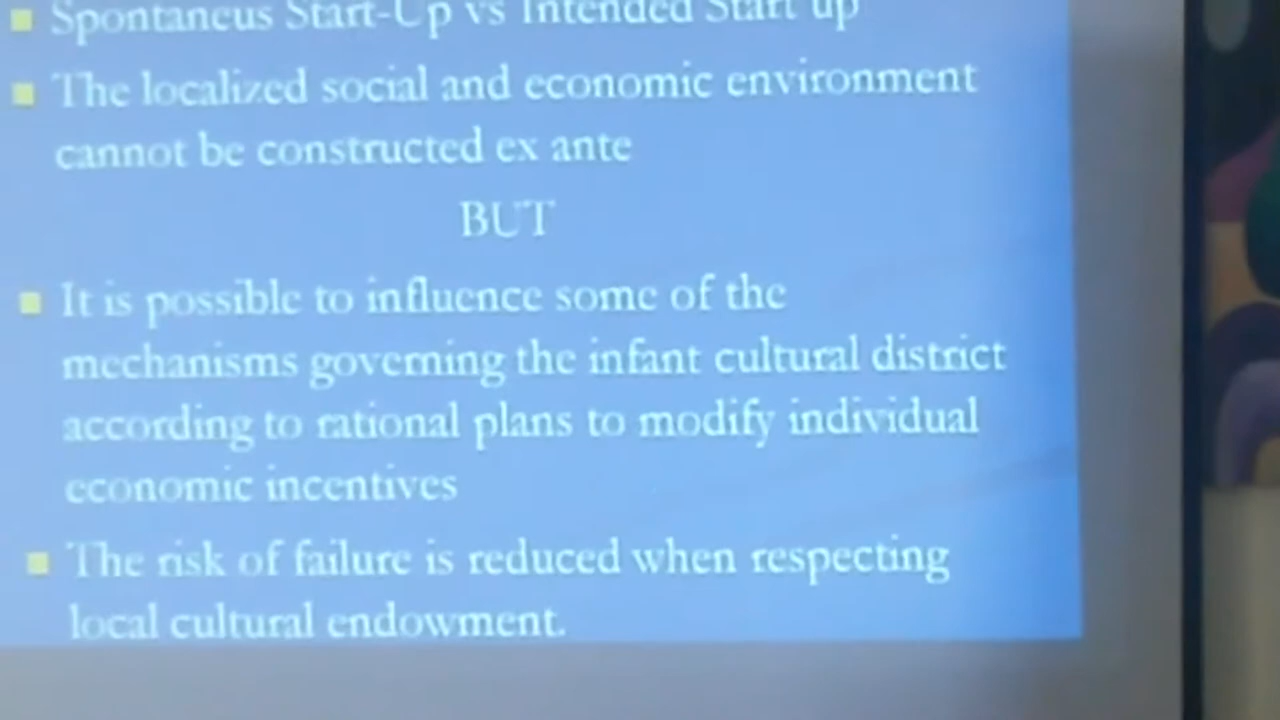 Spontaneus Start-Up vs Intended Start up
The localized social and economic environment
cannot be constructed ex ante
BUT
It is possible to influence some of the
mechanisms governing the infant cultural district
according to rational plans to modify individual
economic incentives
The risk of failure is reduced when respecting
local cultural endowment.